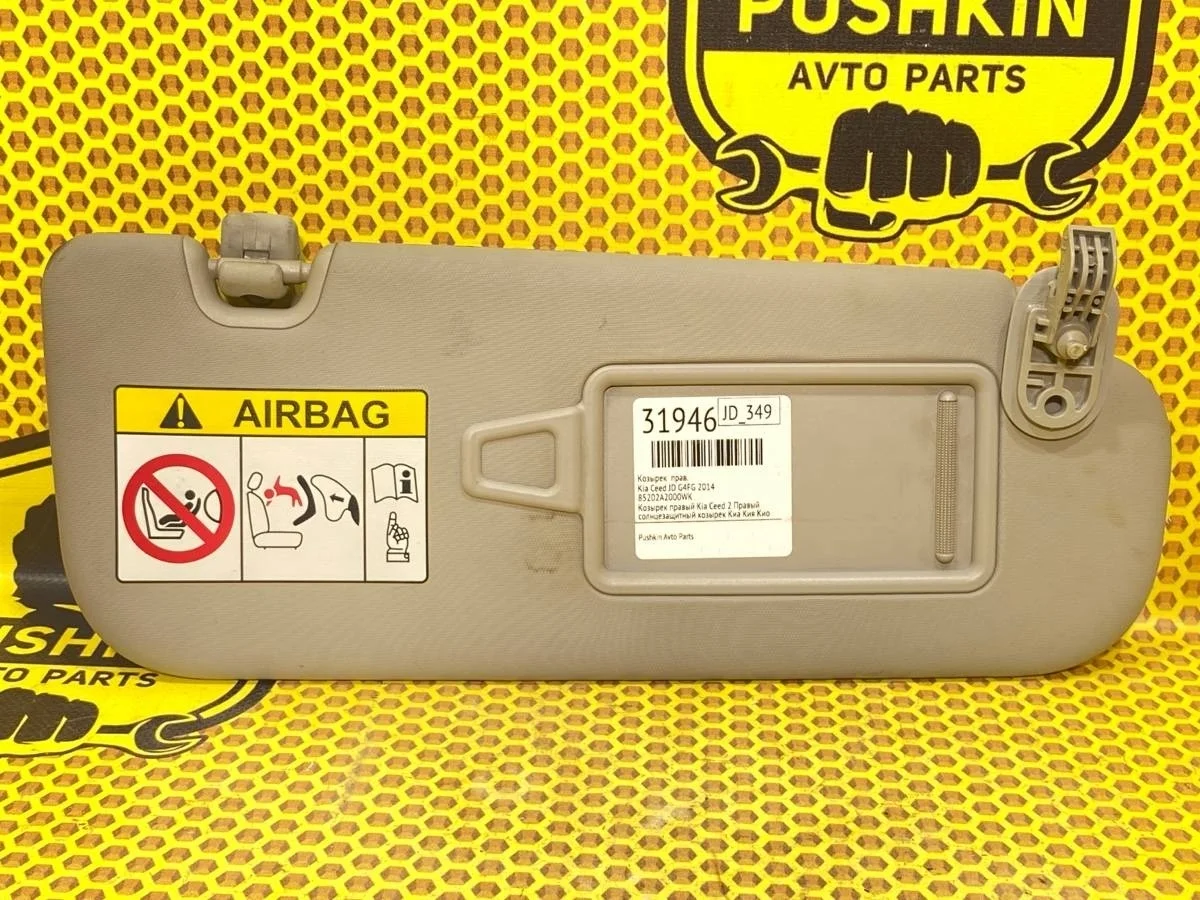 PUSHKIN
AVTO PARTS
AIRBAG
31946
JD_349
Козырек прав.
Kia Ceed JD G4FG 2014
85202A2000WK
Козырек правый Kia Ceed 2 Правый
солнцезащитный козырек Киа Кия Кио
Pushkin Avto Parts
USHKIN
TO PARTS